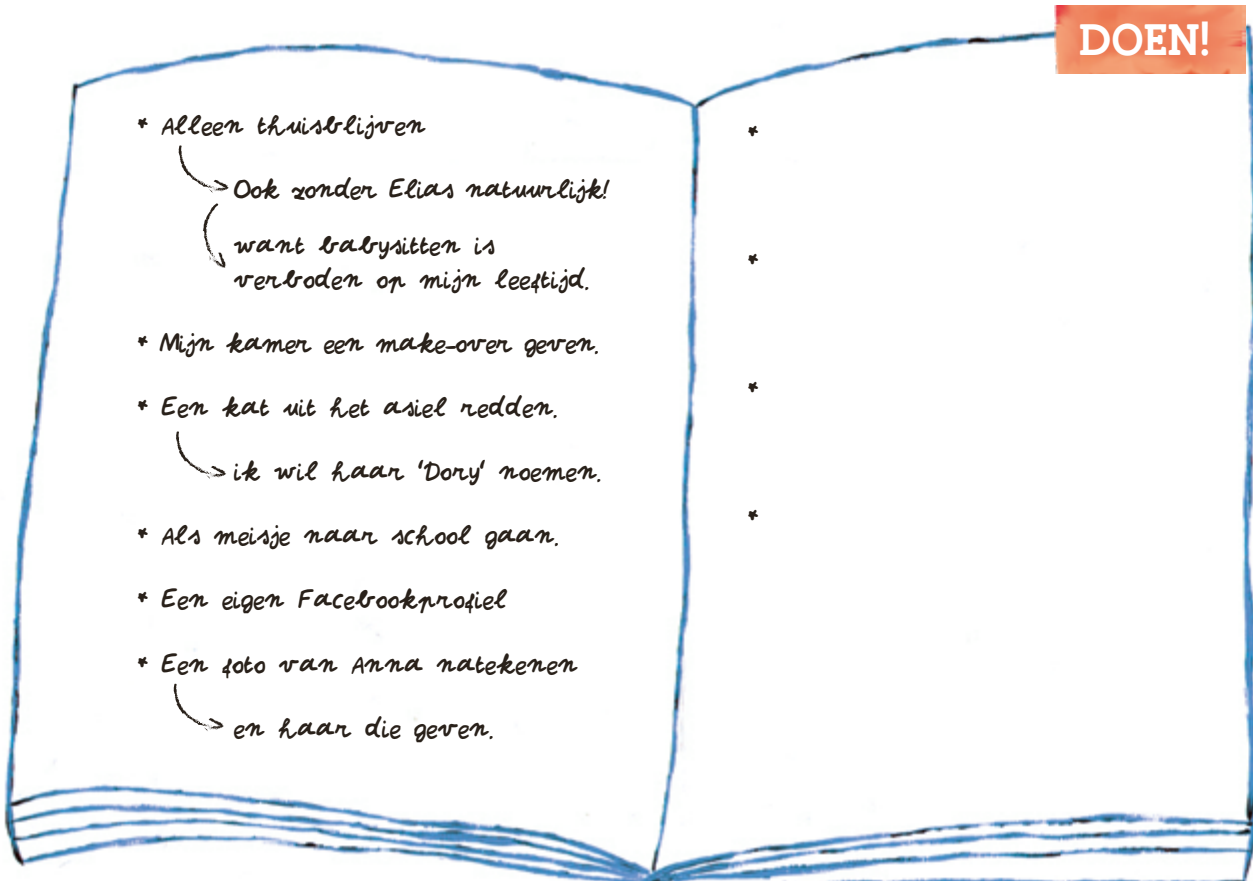 DOEN!
* Alleen thuisblijven
Ook zonder Elias natuurlijk!
want babysitten is
verboden op mijn leeftijd.
* Mijn kamer een make-over geven.
* Een kat uit het asiel redden.
ik wil haar 'Dory' noemen.
* Als meisje naar school gaan.
* Een eigen Facebookprofiel
* Een foto van Anna natekenen
en haar die geven.
*
*
*
*